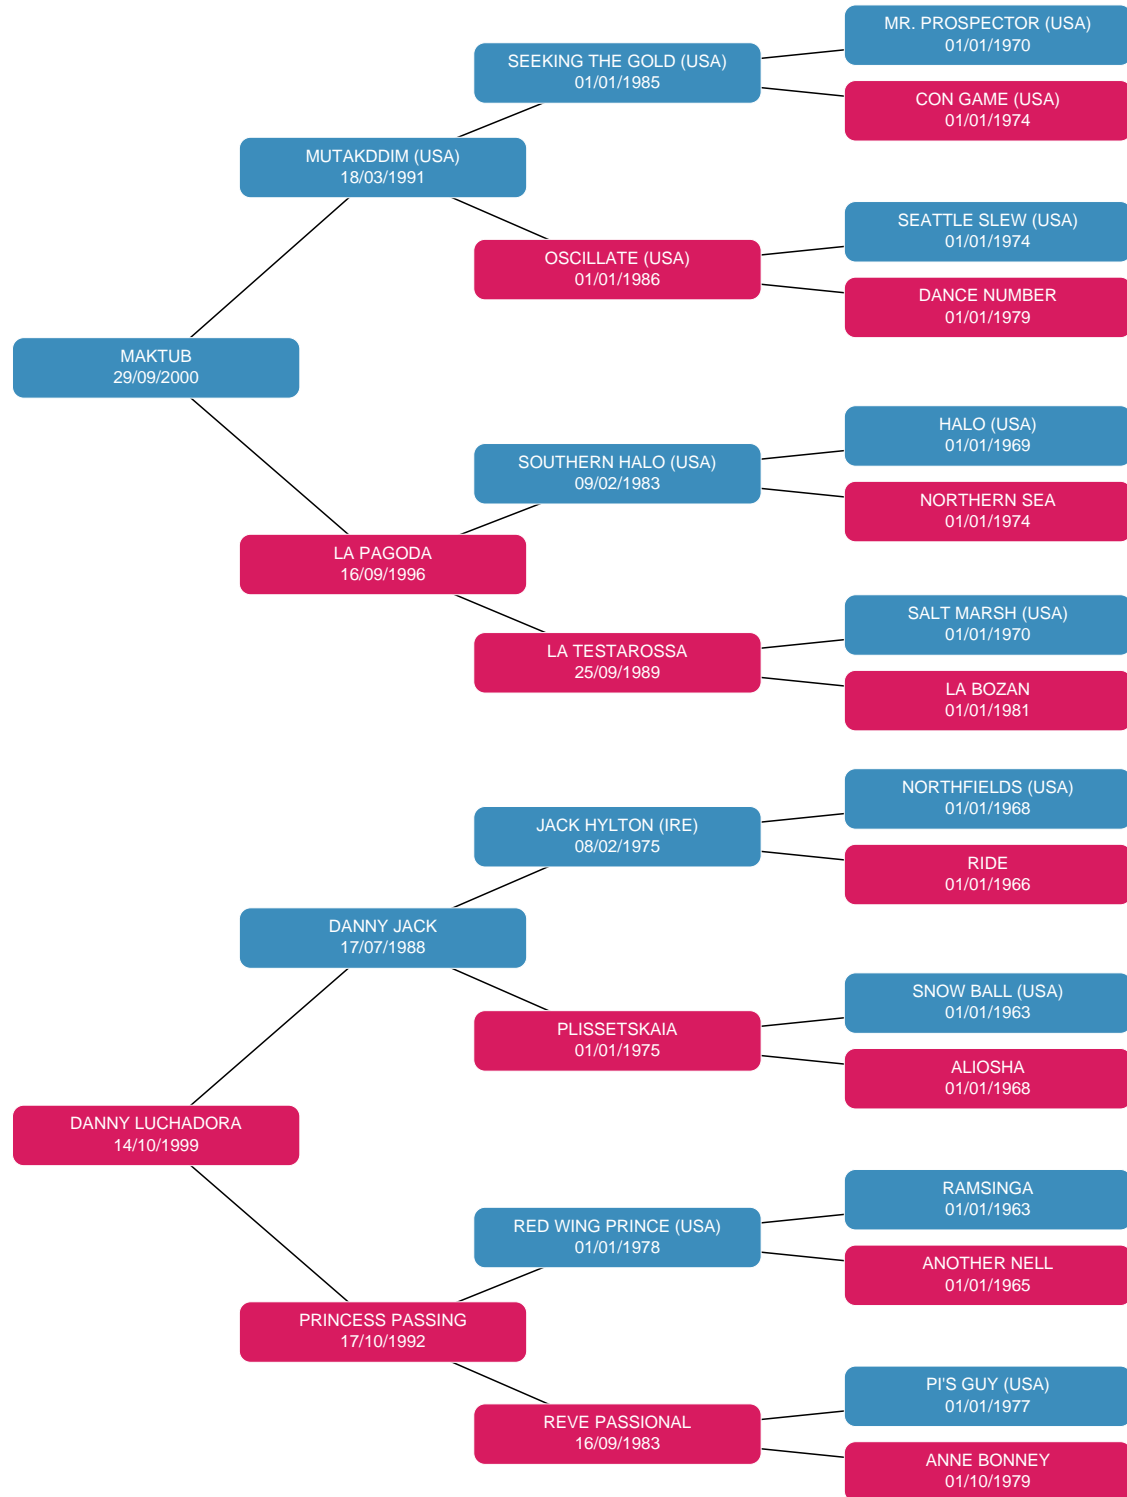 MR. PROSPECTOR (USA)
01/01/1970
SEEKING THE GOLD (USA)
01/01/1985
CON GAME (USA)
01/01/1974
MUTAKDDIM (USA)
18/03/1991
SEATTLE SLEW (USA)
01/01/1974
OSCILLATE (USA)
01/01/1986
DANCE NUMBER
01/01/1979
MAKTUB
29/09/2000
HALO (USA)
01/01/1969
SOUTHERN HALO (USA)
09/02/1983
NORTHERN SEA
01/01/1974
LA PAGODA
16/09/1996
SALT MARSH (USA)
01/01/1970
LA TESTAROSSA
25/09/1989
LA BOZAN
01/01/1981
NORTHFIELDS (USA)
01/01/1968
JACK HYLTON (IRE)
08/02/1975
RIDE
01/01/1966
DANNY JACK
17/07/1988
SNOW BALL (USA)
01/01/1963
PLISSETSKAIA
01/01/1975
ALIOSHA
01/01/1968
DANNY LUCHADORA
14/10/1999
RAMSINGA
01/01/1963
RED WING PRINCE (USA)
01/01/1978
ANOTHER NELL
01/01/1965
PRINCESS PASSING
17/10/1992
PI'S GUY (USA)
01/01/1977
REVE PASSIONAL
16/09/1983
ANNE BONNEY
01/10/1979